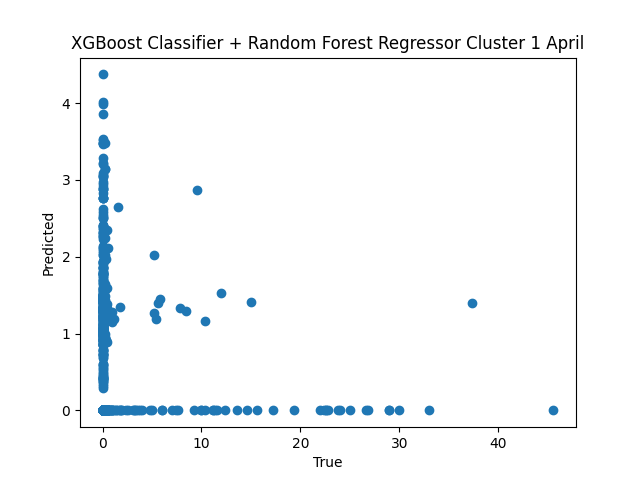 XGBoost Classifier + Random Forest Regressor Cluster 1 April
4
3
2
1
0
Predicted
0 10 20 30 40
True